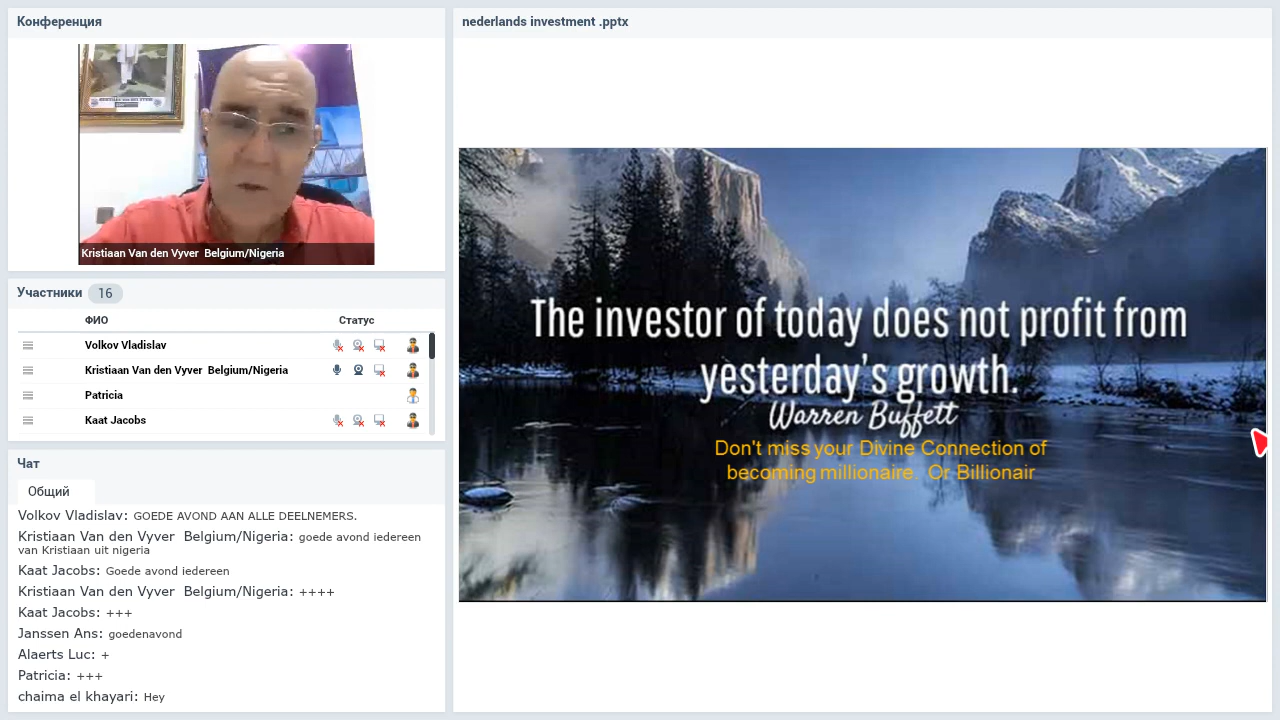 Конференция
Kristiaan Van den Vyver  Belgium/Nigeria
Участники 16
ФИО Статус
Volkov Vladislav
Kristiaan Van den Vyver  Belgium/Nigeria
Patricia
Kaat Jacobs
Чат
Общий
Volkov Vladislav: GOEDE AVOND AAN ALLE DEELNEMERS.
Kristiaan Van den Vyver  Belgium/Nigeria: goede avond iedereen
van Kristiaan uit nigeria
Kaat Jacobs: Goede avond iedereen
Kristiaan Van den Vyver  Belgium/Nigeria: ++++
Kaat Jacobs: +++
Janssen Ans: goedenavond
Alaerts Luc: +
Patricia: +++
chaima el khayari: Hey
nederlands investment .pptx
The investor of today does not profit from
yesterday's growth.
Warren Buffett
Don't miss your Divine Connection of
becoming millionaire.  Or Billionair